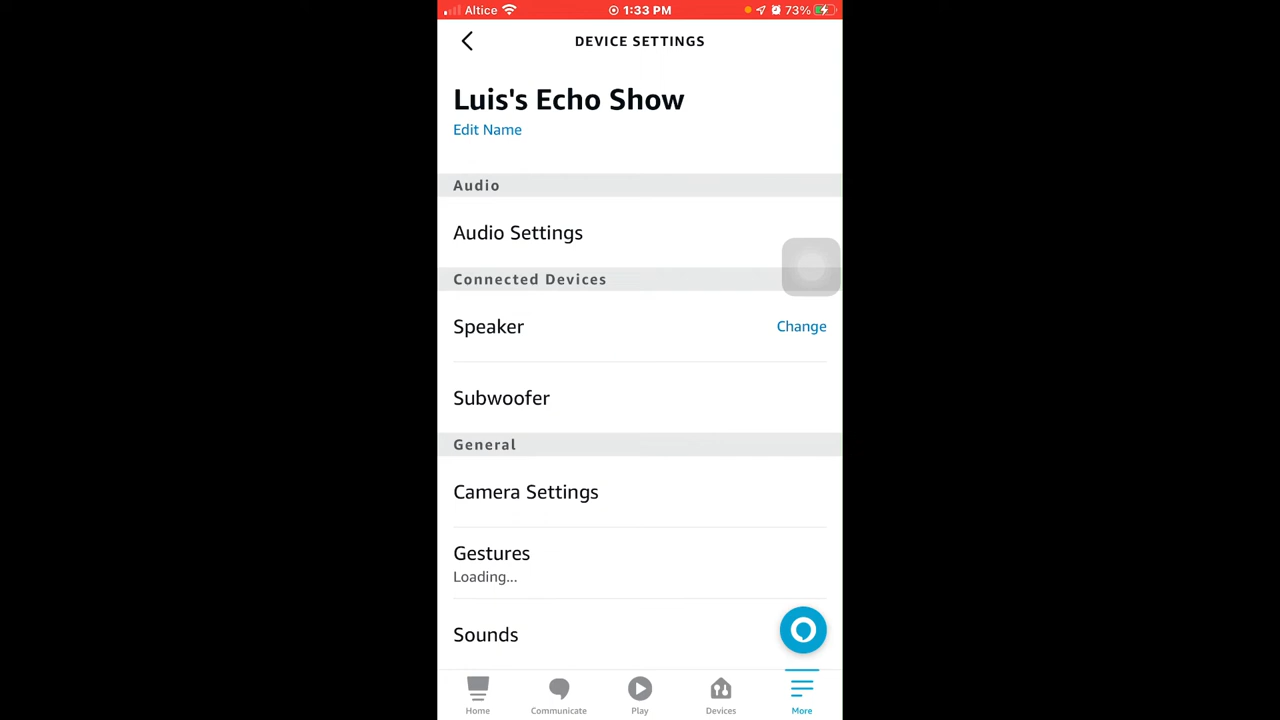 Altice 1:33 PM 73%
DEVICE SETTINGS
Luis's Echo Show
Edit Name
Audio
Audio Settings
Connected Devices
Speaker Change
Subwoofer
General
Camera Settings
Gestures
Loading...
Sounds
Home Communicate Play Devices More